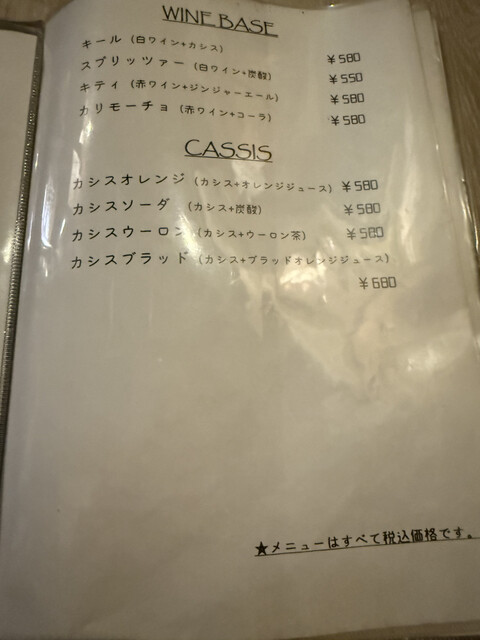 WINE BASE
キール (白ワイン+カシス) ￥580
スプリッツァー (白ワイン+炭酸) ￥550
キティ (赤ワイン+ジンジャーエール) ￥580
カリモーチョ (赤ワイン+コーラ) ￥580
CASSIS
カシスオレンジ (カシス+オレンジジュース) ￥580
カシスソーダ (カシス+炭酸) ￥580
カシスウーロン (カシス+ウーロン茶) ￥580
カシスブラッド (カシス+ブラッドオレンジジュース)
￥680
★メニューはすべて税込価格です。